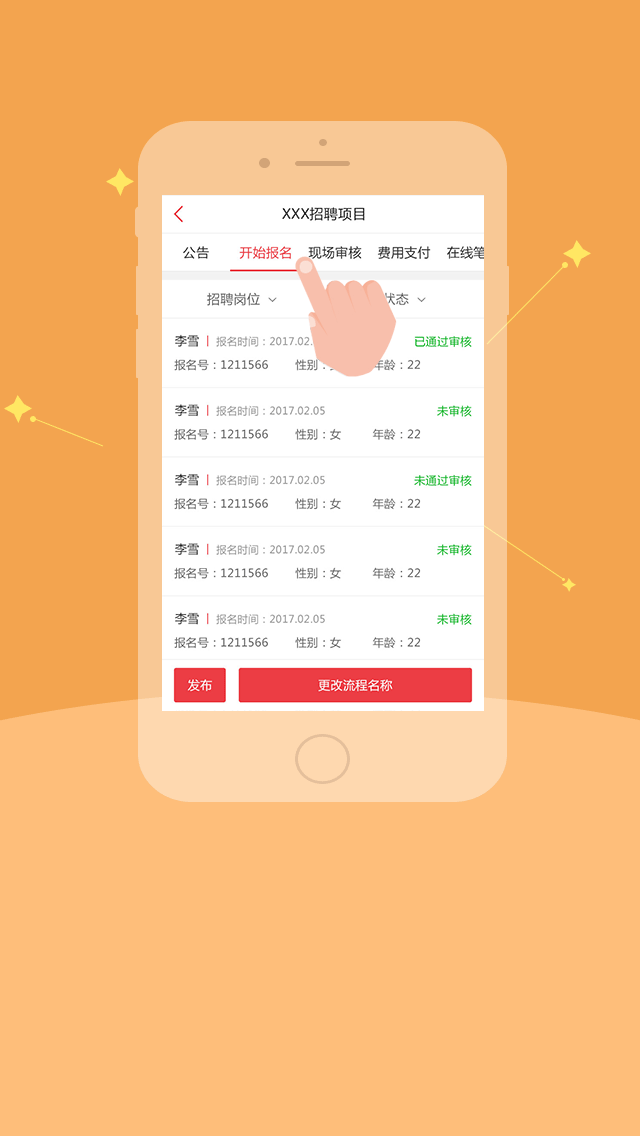 XXX招聘项目
公告 开始报名 现场审核 费用支付 在线笔
招聘岗位 状态
李雪 报名时间：2017.02. 已通过审核
报名号：1211566 性别： 年龄：22
李雪 报名时间：2017.02.05 未审核
报名号：1211566 性别：女 年龄：22
李雪 报名时间：2017.02.05 未通过审核
报名号：1211566 性别：女 年龄：22
李雪 报名时间：2017.02.05 未审核
报名号：1211566 性别：女 年龄：22
李雪 报名时间：2017.02.05 未审核
报名号：1211566 性别：女 年龄：22
发布 更改流程名称